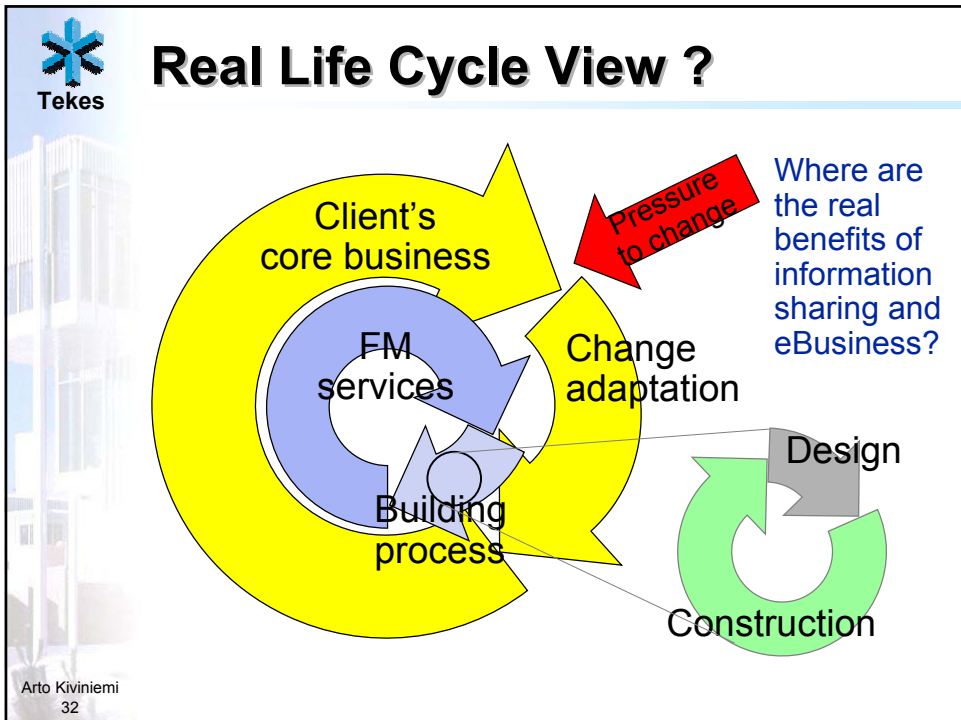 Tekes
Real Life Cycle View ?
Client's
core business
Pressure
to change
Where are
the real
benefits of
information
sharing and
eBusiness?
FM
services
Change
adaptation
Design
Building
process
Construction
Arto Kiviniemi
32